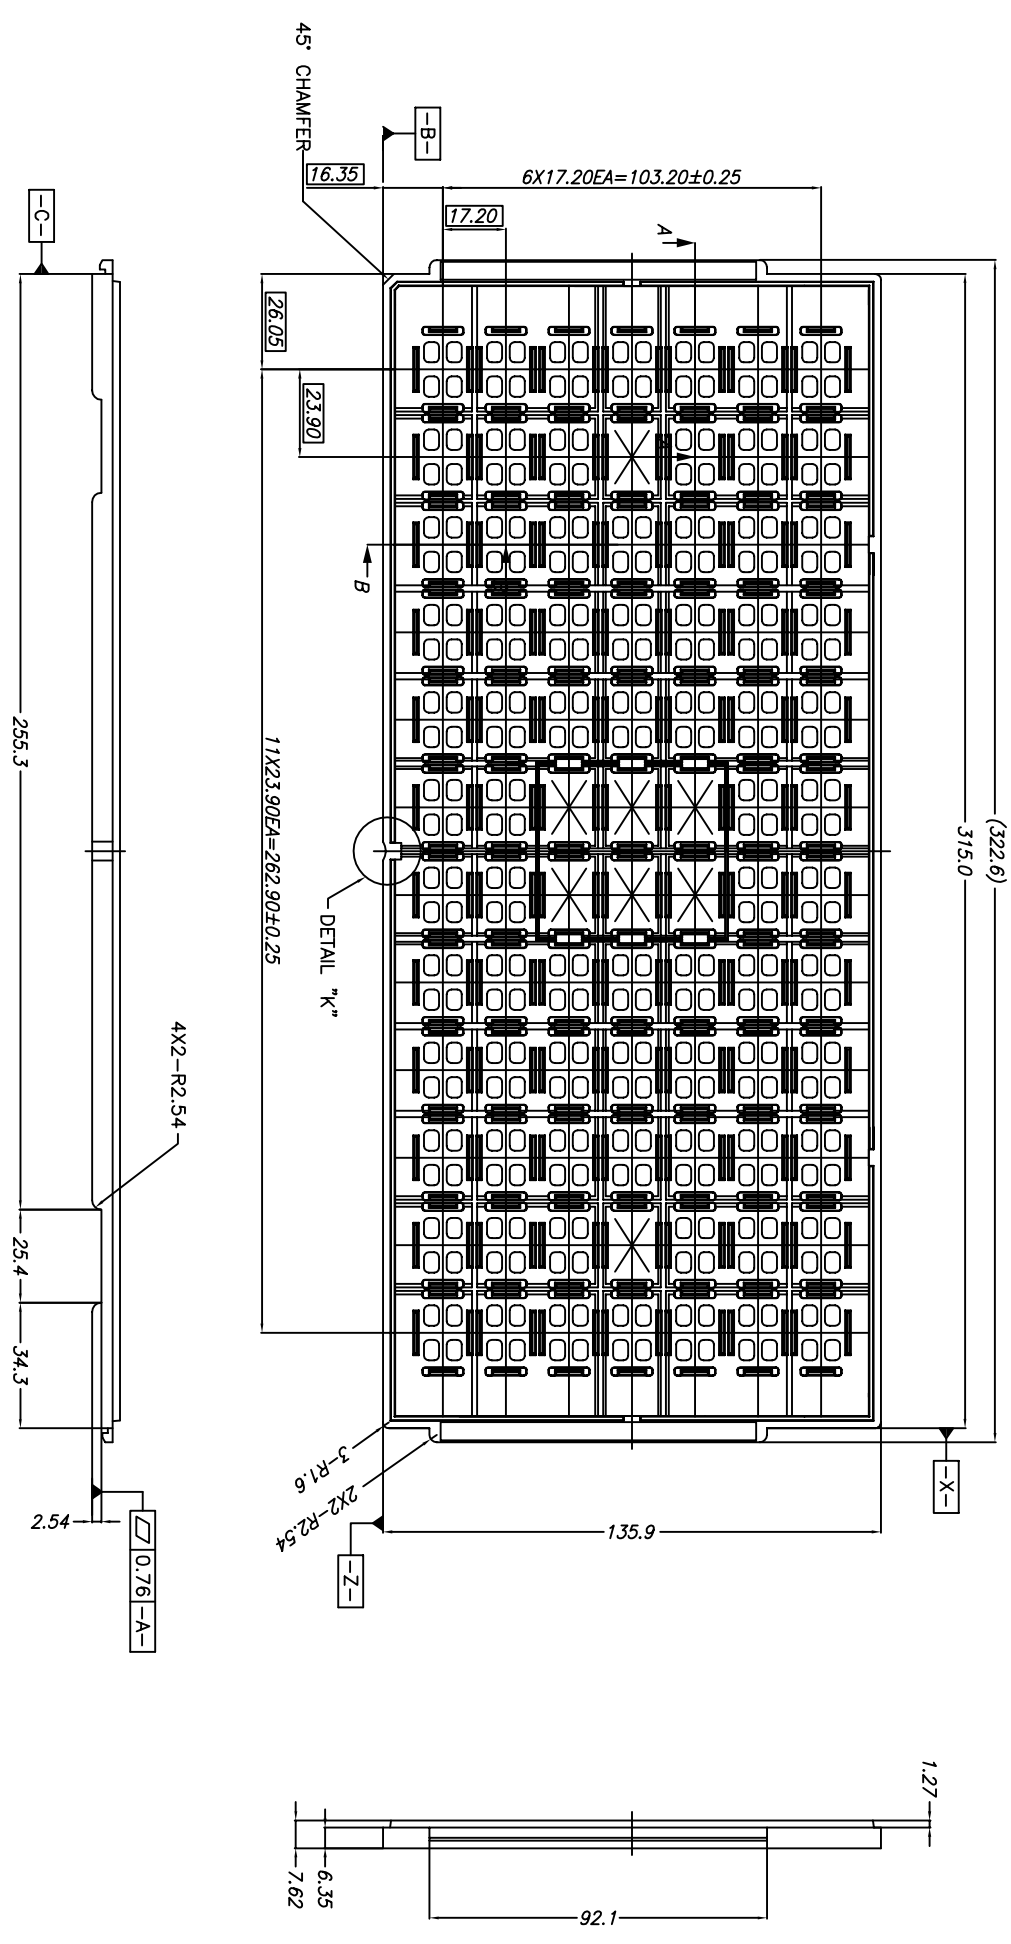 45° CHAMFER
-B-
16.35
6X17.20EA=103.20±0.25
17.20
A
-C-
26.05
23.90
A
B
(322.6)
315.0
255.3
11X23.90EA=262.90±0.25
DETAIL "K"
4X2-R2.54
25.4
34.3
3-R1.6
2X2-R2.54
-X-
135.9
-Z-
2.54
0.76 -A-
1.27
6.35
7.62
92.1